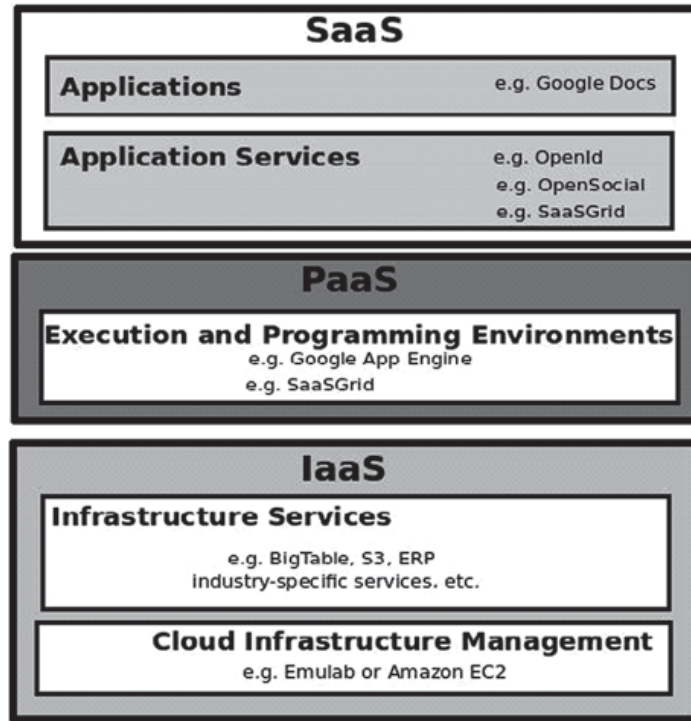 SaaS
Applications e.g. Google Docs
Application Services e.g. OpenId
e.g. OpenSocial
e.g. SaaSGrid
PaaS
Execution and Programming Environments
e.g. Google App Engine
e.g. SaaSGrid
IaaS
Infrastructure Services
e.g. BigTable, S3, ERP
industry-specific services. etc.
Cloud Infrastructure Management
e.g. Emulab or Amazon EC2